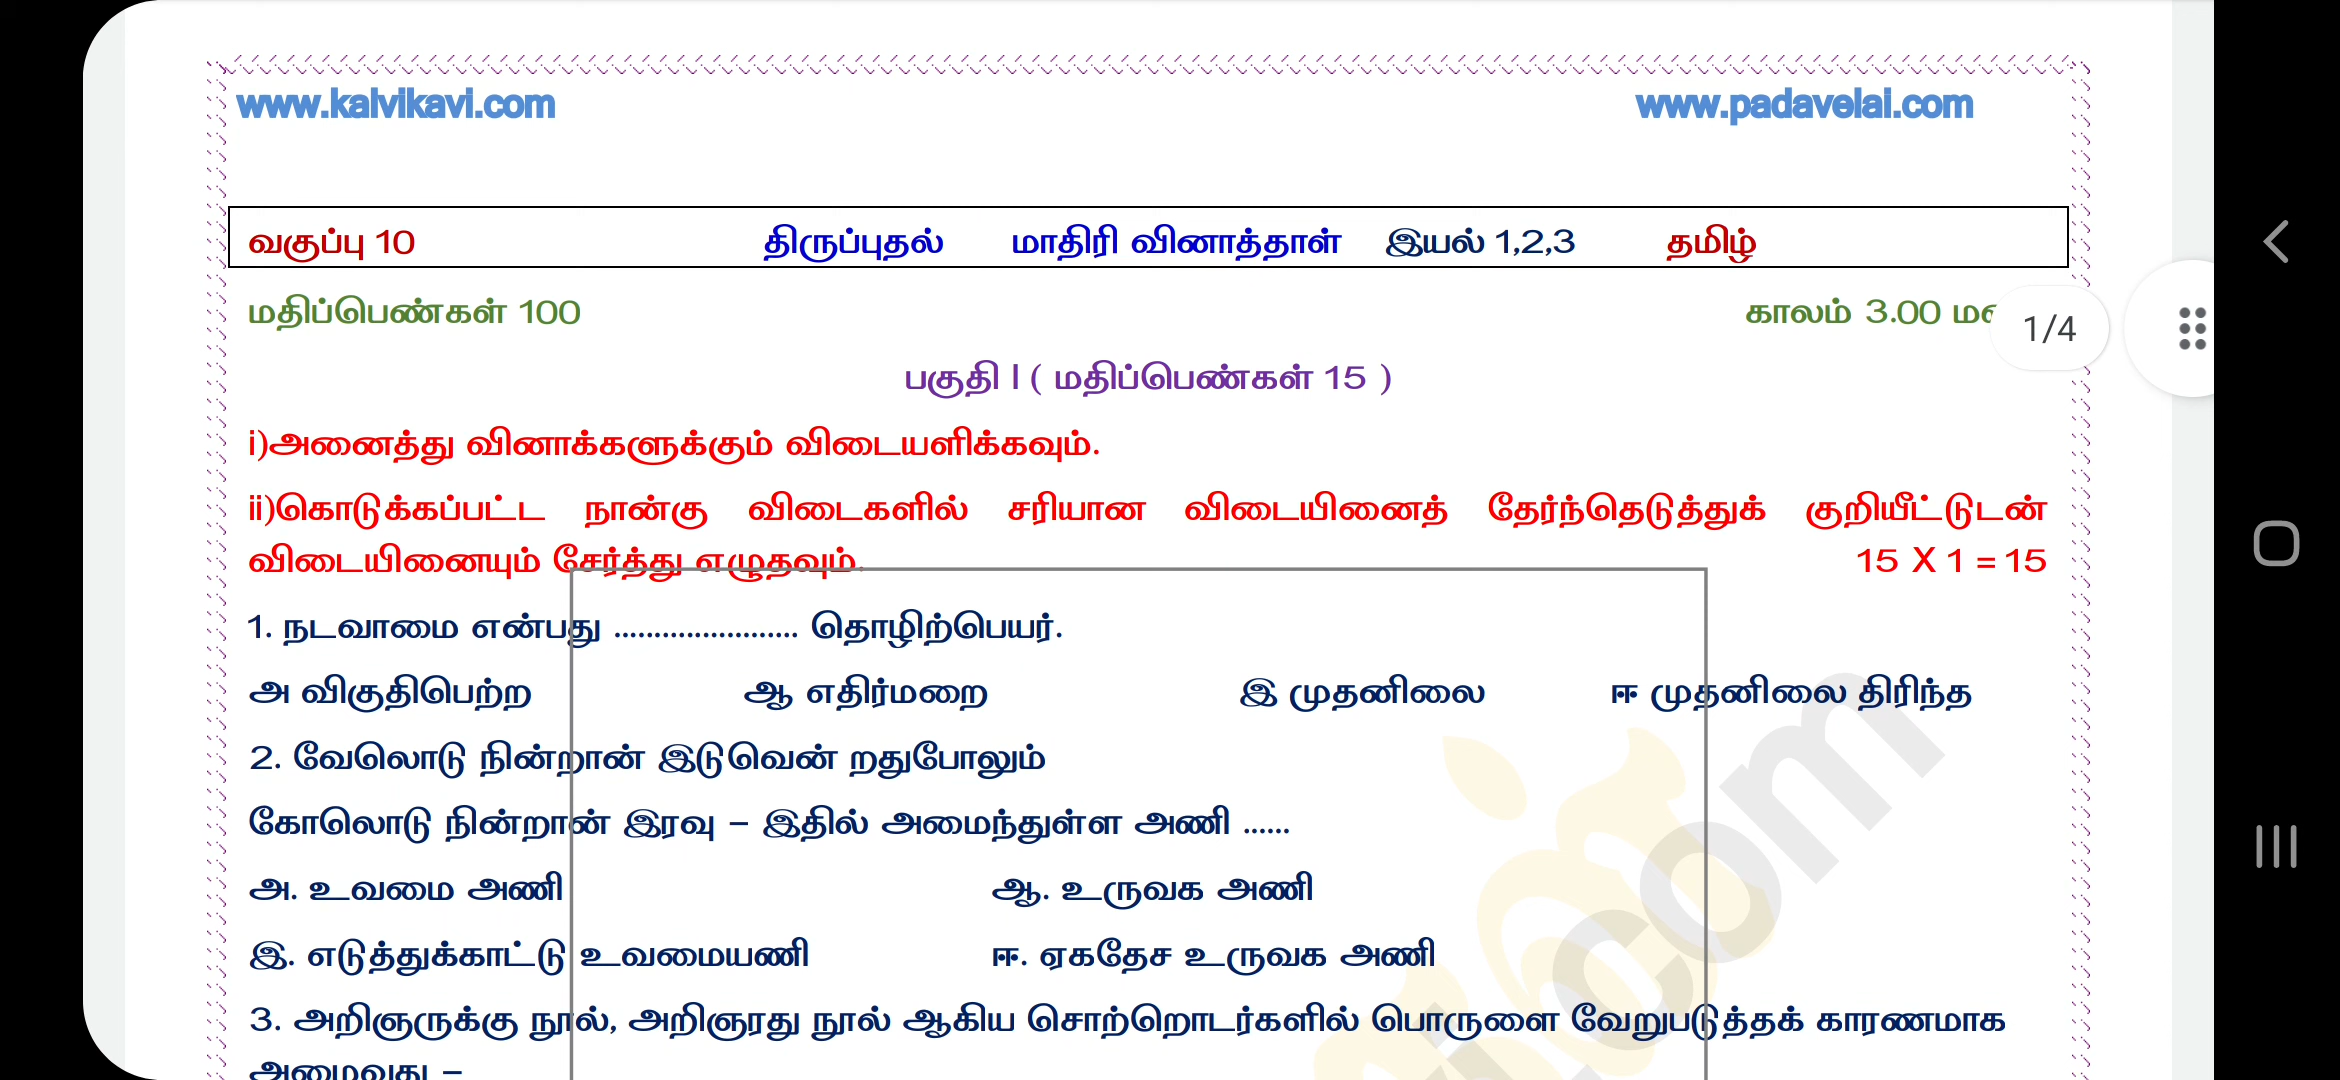 www.kalvikavi.com www.padavelai.com
வகுப்பு 10 திருப்புதல் மாதிரி வினாத்தாள் இயல் 1,2,3 தமிழ்
மதிப்பெண்கள் 100 காலம் 3.00
1/4
பகுதி I ( மதிப்பெண்கள் 15 )
i)அனைத்து வினாக்களுக்கும் விடையளிக்கவும்.
ii)கொடுக்கப்பட்ட நான்கு விடைகளில் சரியான விடையினைத் தேர்ந்தெடுத்துக் குறியீட்டுடன்
விடையினையும் சேர்த்து எழுதவும். 15 X 1 = 15
1. நடவாமை என்பது ....................... தொழிற்பெயர்.
அ விகுதிபெற்ற ஆ எதிர்மறை இ முதனிலை ஈ முதனிலை திரிந்த
2. வேலொடு நின்றான் இடுவென் றதுபோலும்
கோலொடு நின்றான் இரவு – இதில் அமைந்துள்ள அணி ......
அ. உவமை அணி ஆ. உருவக அணி
இ. எடுத்துக்காட்டு உவமையணி ஈ. ஏகதேச உருவக அணி
3. அறிஞருக்கு நூல், அறிஞரது நூல் ஆகிய சொற்றொடர்களில் பொருளை வேறுபடுத்தக் காரணமாக
அமைவது –
.com